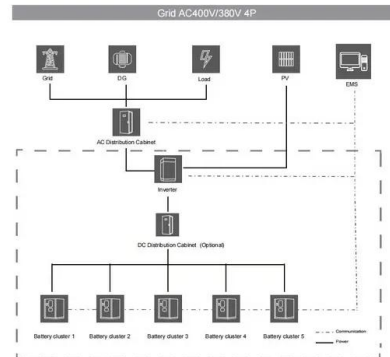 Grid AC400V/380V 4P
Grid
DG
Load
PV
EMS
AC Distribution Cabinet
Inverter
DC Distribution Cabinet (Optional)
Battery cluster 1
Battery cluster 2
Battery cluster 3
Battery cluster 4
Battery cluster 5
Communication
Power